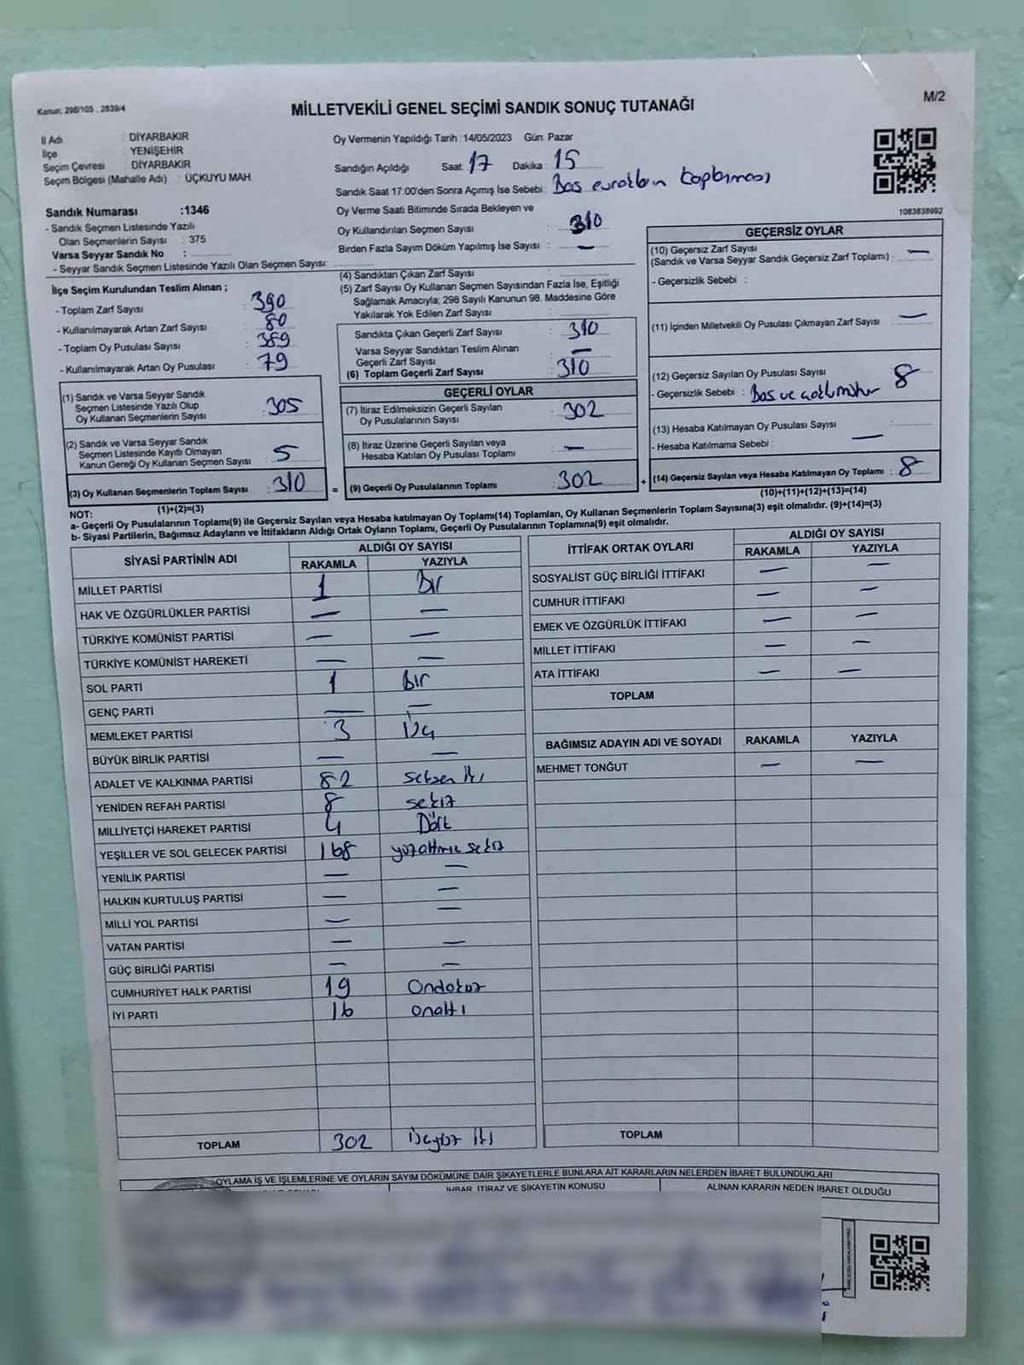 Kanun: 298/105 , 2839/4
MİLLETVEKİLİ GENEL SEÇİMİ SANDIK SONUÇ TUTANAĞI
M/2
İl Adı : DİYARBAKIR
İlçe : YENİŞEHİR
Seçim Çevresi : DİYARBAKIR
Seçim Bölgesi (Mahalle Adı) : ÜÇKUYU MAH.
Oy Vermenin Yapıldığı Tarih :14/05/2023 Gün: Pazar
Sandığın Açıldığı Saat: 17 Dakika : 15
Sandık Saat 17:00'den Sonra Açımış İse Sebebi:
1083838992
Sandık Numarası :1346
- Sandık Seçmen Listesinde Yazılı
Olan Seçmenlerin Sayısı : 375
Varsa Seyyar Sandık No :
- Seyyar Sandık Seçmen Listesinde Yazılı Olan Seçmen Sayısı:
Oy Verme Saati Bitiminde Sırada Bekleyen ve
Oy Kullandırılan Seçmen Sayısı : 310
Birden Fazla Sayım Döküm Yapılmış İse Sayısı : —
İlçe Seçim Kurulundan Teslim Alınan ;
- Toplam Zarf Sayısı : 390
- Kullanılmayarak Artan Zarf Sayısı : 80
- Toplam Oy Pusulası Sayısı : 389
- Kullanılmayarak Artan Oy Pusulası : 79
(1) Sandık ve Varsa Seyyar Sandık
Seçmen Listesinde Yazılı Olup
Oy Kullanan Seçmenlerin Sayısı : 305
(2) Sandık ve Varsa Seyyar Sandık
Seçmen Listesinde Kayıtlı Olmayan
Kanun Gereği Oy Kullanan Seçmen Sayısı : 5
(3) Oy Kullanan Seçmenlerin Toplam Sayısı : 310
(1)+(2)=(3)
(4) Sandıktan Çıkan Zarf Sayısı :
(5) Zarf Sayısı Oy Kullanan Seçmen Sayısından Fazla İse, Eşitliği
Sağlamak Amacıyla; 298 Sayılı Kanunun 98. Maddesine Göre
Yakılarak Yok Edilen Zarf Sayısı :
Sandıkta Çıkan Geçerli Zarf Sayısı : 310
Varsa Seyyar Sandıktan Teslim Alınan
Geçerli Zarf Sayısı : —
(6) Toplam Geçerli Zarf Sayısı : 310
GEÇERLİ OYLAR
(7) İtiraz Edilmeksizin Geçerli Sayılan
Oy Pusulalarının Sayısı : 302
(8) İtiraz Üzerine Geçerli Sayılan veya
Hesaba Katılan Oy Pusulası Toplamı : —
= (9) Geçerli Oy Pusulalarının Toplamı : 302
GEÇERSİZ OYLAR
(10) Geçersiz Zarf Sayısı
(Sandık ve Varsa Seyyar Sandık Geçersiz Zarf Toplamı) : —
- Geçersizlik Sebebi :
(11) İçinden Milletvekili Oy Pusulası Çıkmayan Zarf Sayısı : —
(12) Geçersiz Sayılan Oy Pusulası Sayısı : 8
- Geçersizlik Sebebi :
(13) Hesaba Katılmayan Oy Pusulası Sayısı : —
- Hesaba Katılmama Sebebi :
+ (14) Geçersiz Sayılan veya Hesaba Katılmayan Oy Toplamı : 8
(10)+(11)+(12)+(13)=(14)
NOT:
a- Geçerli Oy Pusulalarının Toplamı(9) ile Geçersiz Sayılan veya Hesaba katılmayan Oy Toplamı(14) Toplamları, Oy Kullanan Seçmenlerin Toplam Sayısına(3) eşit olmalıdır. (9)+(14)=(3)
b- Siyasi Partilerin, Bağımsız Adayların ve İttifakların Aldığı Ortak Oyların Toplamı, Geçerli Oy Pusulalarının Toplamına(9) eşit olmalıdır.
SİYASİ PARTİNİN ADI ALDIĞI OY SAYISI
RAKAMLA YAZIYLA
MİLLET PARTİSİ 1 Bir
HAK VE ÖZGÜRLÜKLER PARTİSİ — —
TÜRKİYE KOMÜNİST PARTİSİ — —
TÜRKİYE KOMÜNİST HAREKETİ — —
SOL PARTİ 1 Bir
GENÇ PARTİ — —
MEMLEKET PARTİSİ 3 Üç
BÜYÜK BİRLİK PARTİSİ — —
ADALET VE KALKINMA PARTİSİ 82 seksen iki
YENİDEN REFAH PARTİSİ 8 sekiz
MİLLİYETÇİ HAREKET PARTİSİ 4 Dört
YEŞİLLER VE SOL GELECEK PARTİSİ 168 yüzaltmış sekiz
YENİLİK PARTİSİ — —
HALKIN KURTULUŞ PARTİSİ — —
MİLLİ YOL PARTİSİ — —
VATAN PARTİSİ — —
GÜÇ BİRLİĞİ PARTİSİ — —
CUMHURİYET HALK PARTİSİ 19 Ondokuz
İYİ PARTİ 16 onaltı
TOPLAM 302 Üçyüz iki
İTTİFAK ORTAK OYLARI ALDIĞI OY SAYISI
RAKAMLA YAZIYLA
SOSYALİST GÜÇ BİRLİĞİ İTTİFAKI — —
CUMHUR İTTİFAKI — —
EMEK VE ÖZGÜRLÜK İTTİFAKI — —
MİLLET İTTİFAKI — —
ATA İTTİFAKI — —
TOPLAM
BAĞIMSIZ ADAYIN ADI VE SOYADI RAKAMLA YAZIYLA
MEHMET TONĞUT — —
TOPLAM
OYLAMA İŞ VE İŞLEMLERİNE VE OYLARIN SAYIM DÖKÜMÜNE DAİR ŞİKAYETLERLE BUNLARA AİT KARARLARIN NELERDEN İBARET BULUNDUKLARI
İHBAR, İTİRAZ VE ŞİKAYETİN KONUSU ALINAN KARARIN NEDEN İBARET OLDUĞU